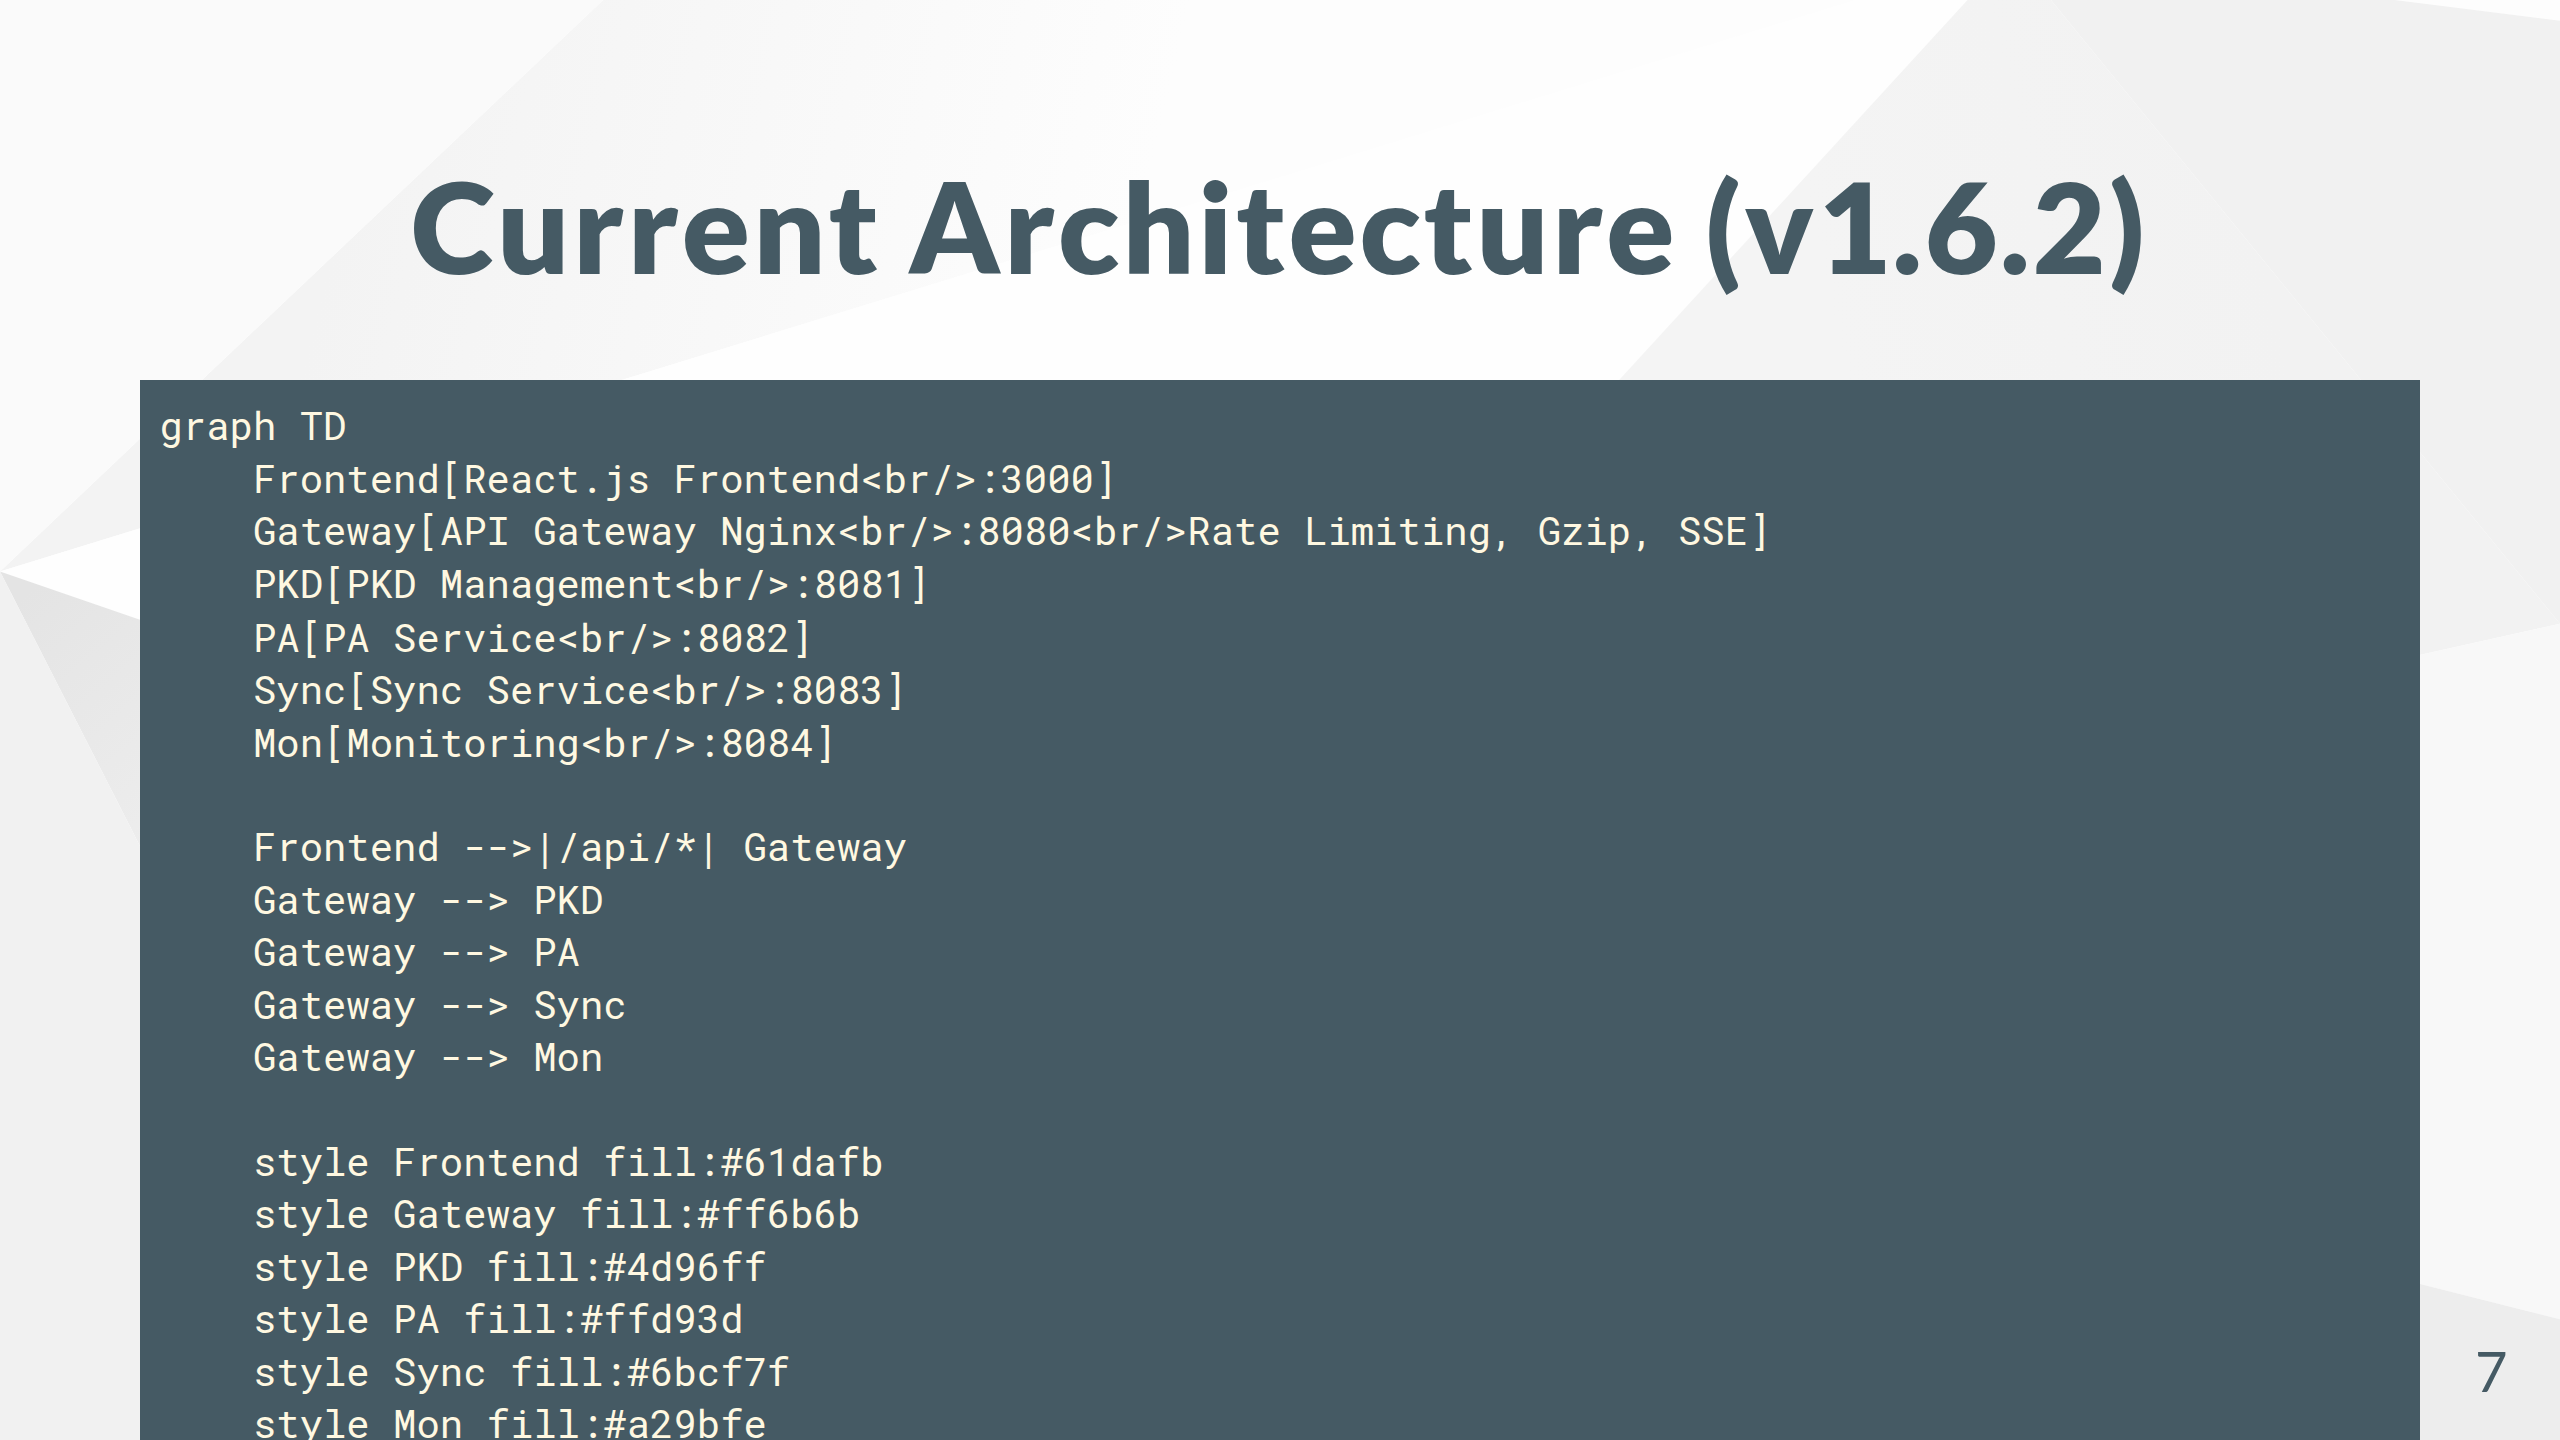 Current Architecture (v1.6.2)
graph TD
    Frontend[React.js Frontend<br/>:3000]
    Gateway[API Gateway Nginx<br/>:8080<br/>Rate Limiting, Gzip, SSE]
    PKD[PKD Management<br/>:8081]
    PA[PA Service<br/>:8082]
    Sync[Sync Service<br/>:8083]
    Mon[Monitoring<br/>:8084]

    Frontend -->|/api/*| Gateway
    Gateway --> PKD
    Gateway --> PA
    Gateway --> Sync
    Gateway --> Mon

    style Frontend fill:#61dafb
    style Gateway fill:#ff6b6b
    style PKD fill:#4d96ff
    style PA fill:#ffd93d
    style Sync fill:#6bcf7f
    style Mon fill:#a29bfe
7